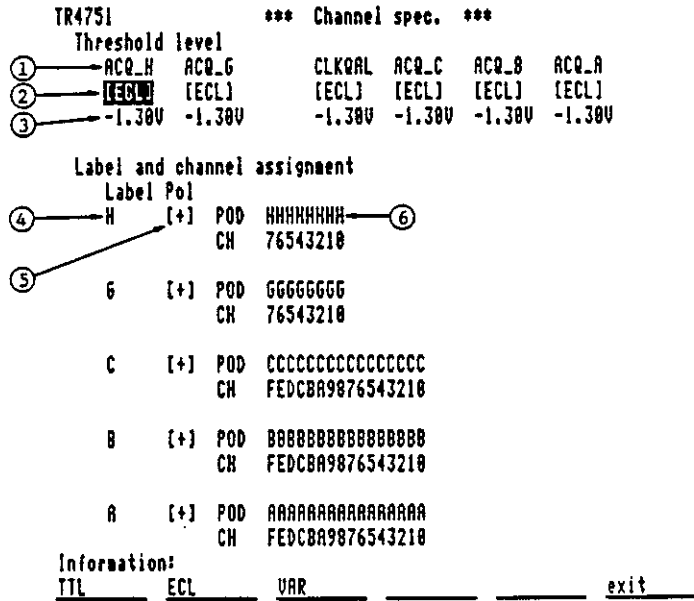 TR4751 *** Channel spec. ***
Threshold level
① ACQ_H ACQ_G CLKQAL ACQ_C ACQ_B ACQ_A
② [ECL] [ECL] [ECL] [ECL] [ECL] [ECL]
③ -1.30V -1.30V -1.30V -1.30V -1.30V -1.30V
Label and channel assignment
Label Pol
④ H [+] POD HHHHHHHH ⑥
CH 76543210
⑤
G [+] POD GGGGGGGG
CH 76543210
C [+] POD CCCCCCCCCCCCCCCC
CH FEDCBA9876543210
B [+] POD BBBBBBBBBBBBBBBB
CH FEDCBA9876543210
A [+] POD AAAAAAAAAAAAAAAA
CH FEDCBA9876543210
Information:
TTL ECL VAR exit